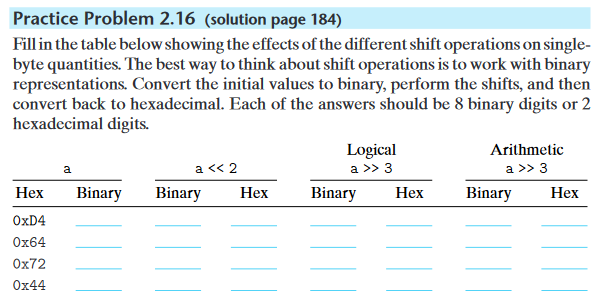 Practice Problem 2.16 (solution page 184)
Fill in the table below showing the effects of the different shift operations on single-
byte quantities. The best way to think about shift operations is to work with binary
representations. Convert the initial values to binary, perform the shifts, and then
convert back to hexadecimal. Each of the answers should be 8 binary digits or 2
hexadecimal digits.
Logical Arithmetic
a a << 2 a >> 3 a >> 3
Hex Binary Binary Hex Binary Hex Binary Hex
0xD4
0x64
0x72
0x44